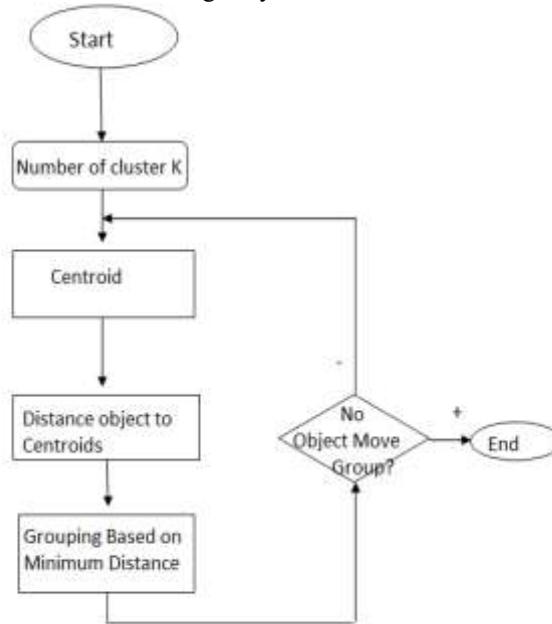 Start
Number of cluster K
Centroid
-
Distance object to
Centroids
No
Object Move
Group?
+
End
Grouping Based on
Minimum Distance